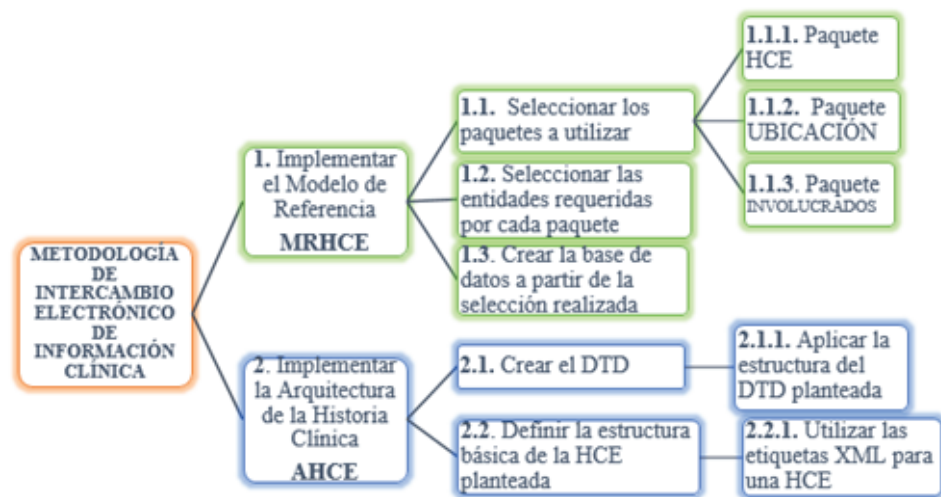 METODOLOGÍA
DE
INTERCAMBIO
ELECTRÓNICO
DE
INFORMACIÓN
CLÍNICA
1. Implementar
el Modelo de
Referencia
MRHCE
1.1. Seleccionar los
paquetes a utilizar
1.1.1. Paquete
HCE
1.1.2. Paquete
UBICACIÓN
1.1.3. Paquete
INVOLUCRADOS
1.2. Seleccionar las
entidades requeridas
por cada paquete
1.3. Crear la base de
datos a partir de la
selección realizada
2. Implementar
la Arquitectura
de la Historia
Clínica
AHCE
2.1. Crear el DTD
2.1.1. Aplicar la
estructura del
DTD planteada
2.2. Definir la estructura
básica de la HCE
planteada
2.2.1. Utilizar las
etiquetas XML para
una HCE